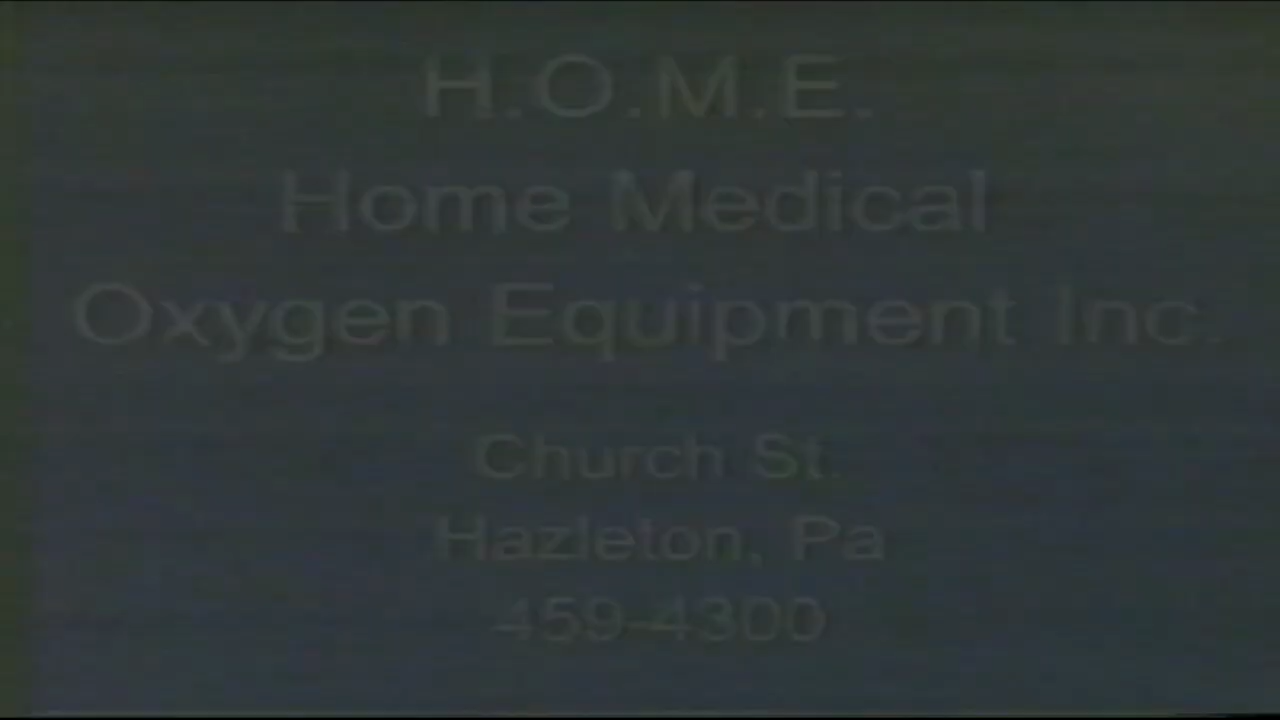 H.O.M.E.
Home Medical
Oxygen Equipment Inc.
Church St.
Hazleton, Pa
459-4300